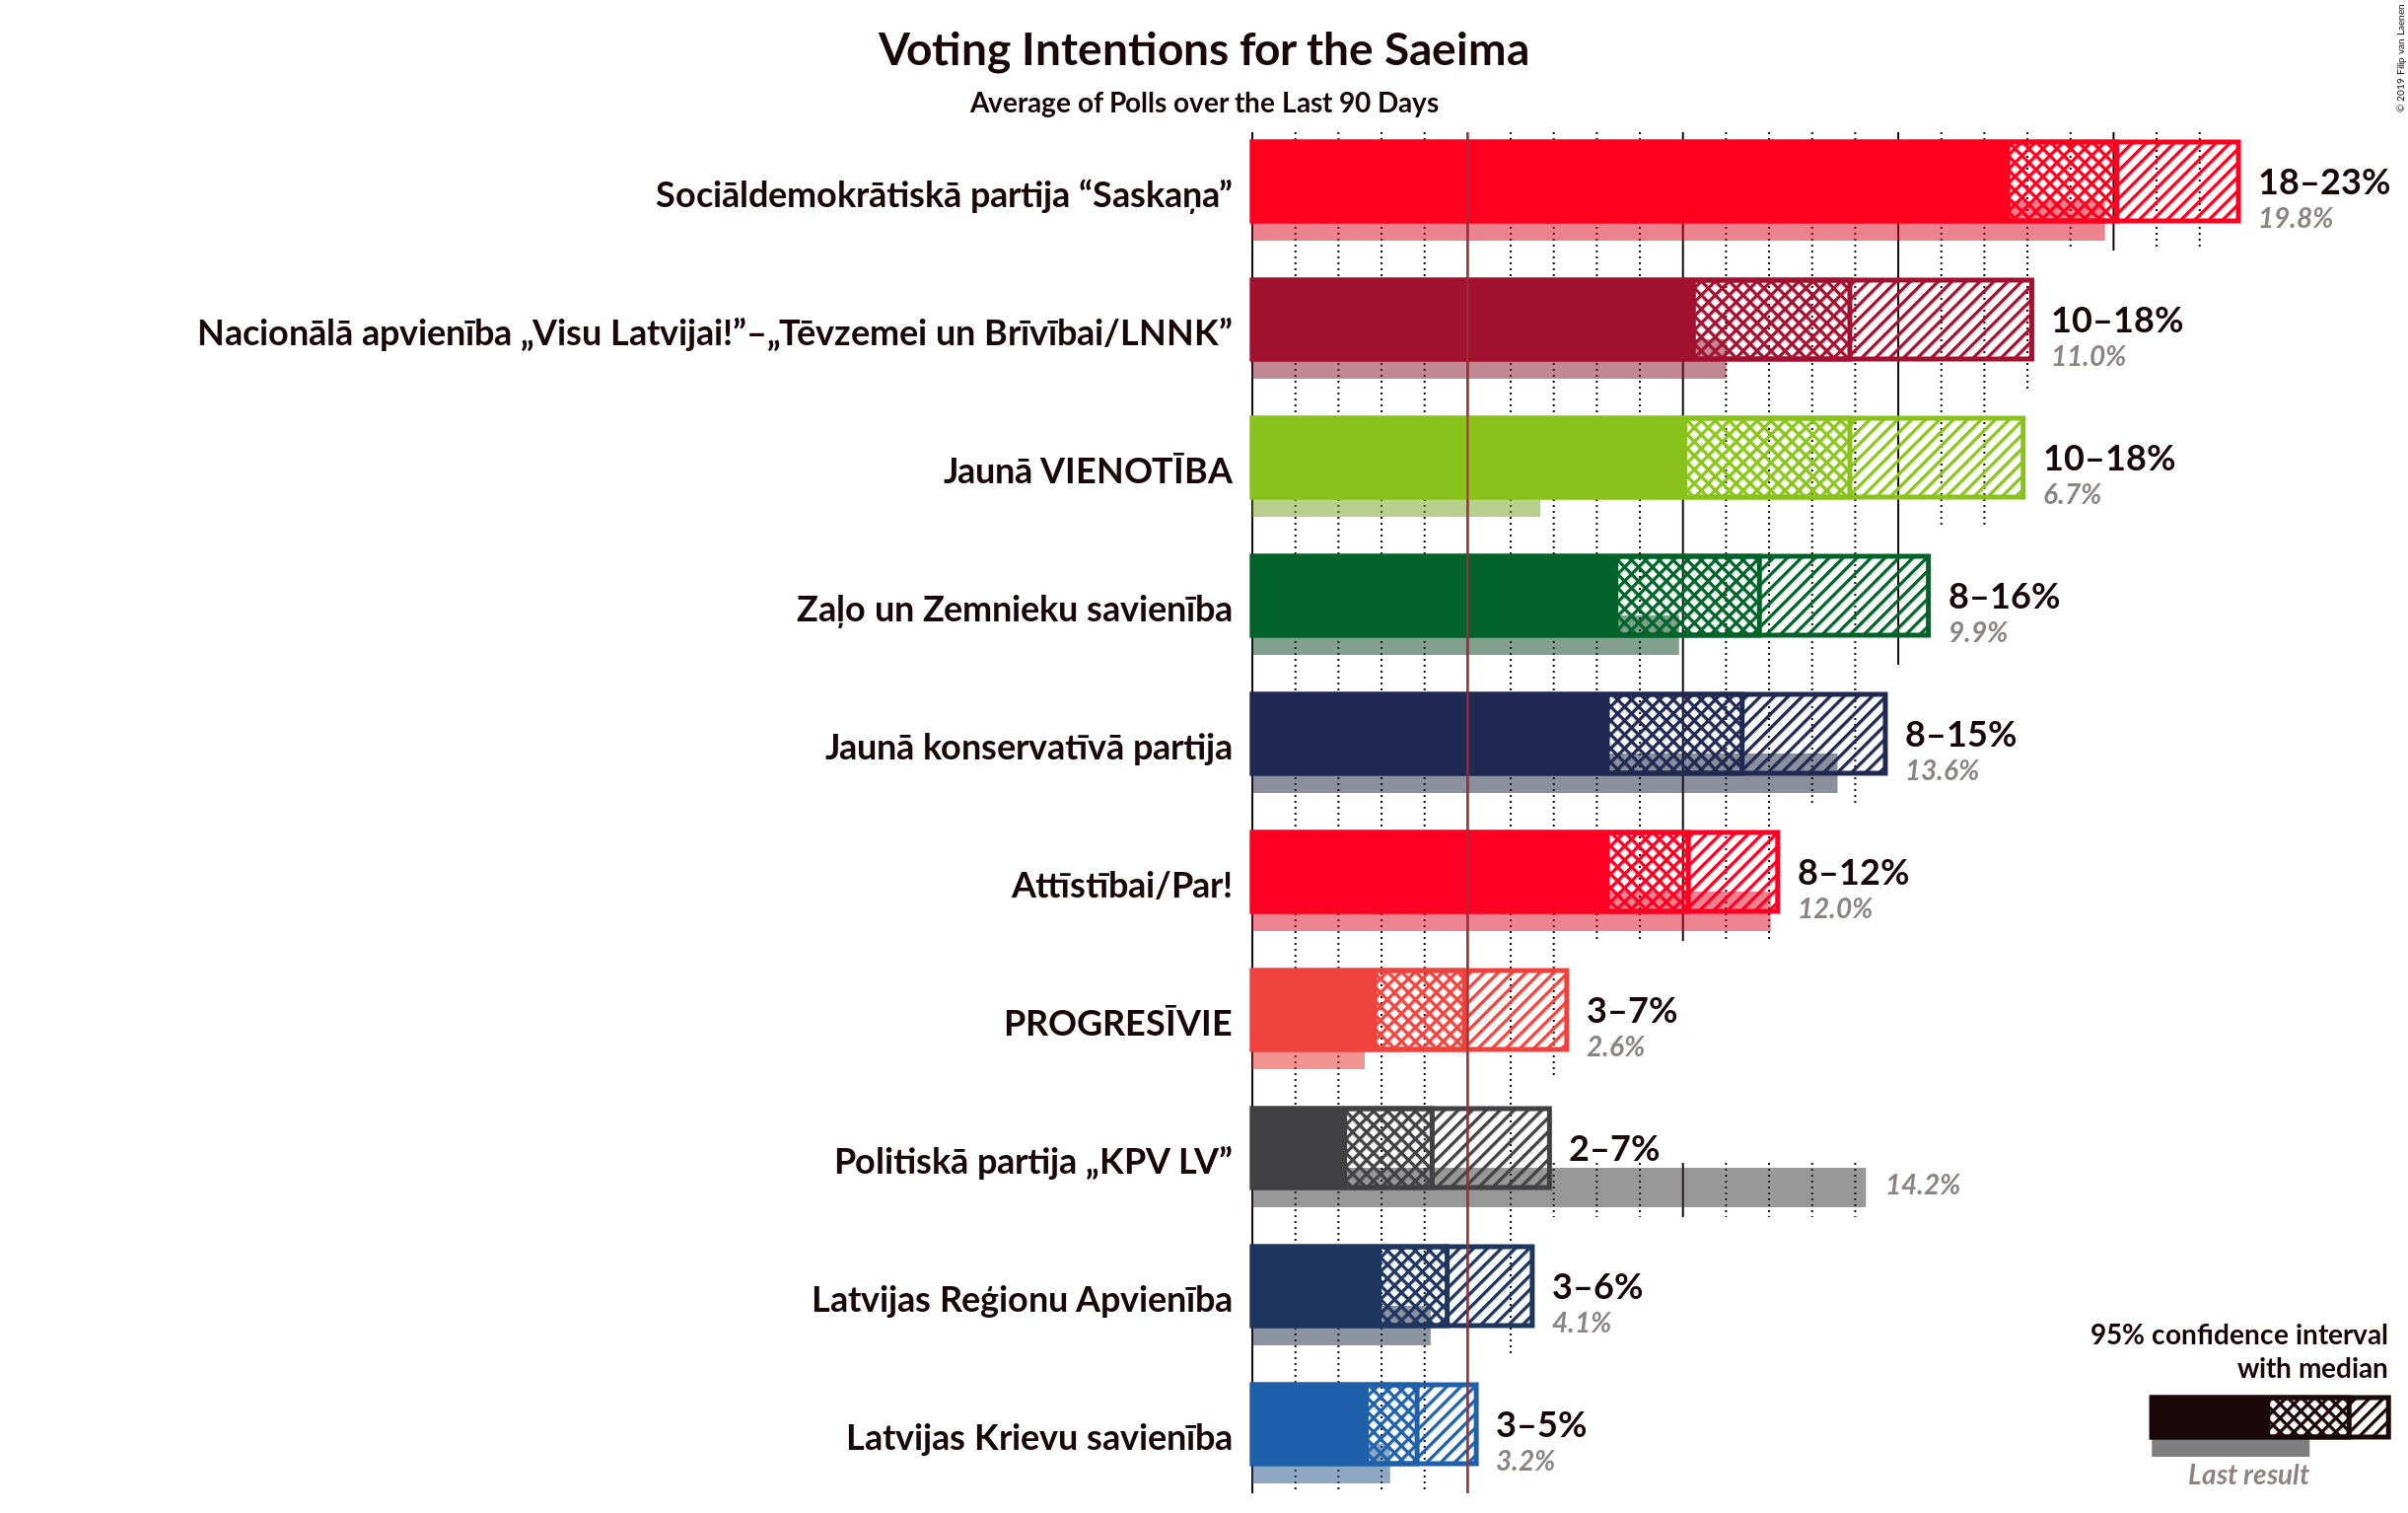 Voting Intentions for the Saeima
Average of Polls over the Last 90 Days
© 2019 Filip van Laenen
Sociāldemokrātiskā partija “Saskaņa”
18–23%
19.8%
Nacionālā apvienība „Visu Latvijai!”–„Tēvzemei un Brīvībai/LNNK”
10–18%
11.0%
Jaunā VIENOTĪBA
10–18%
6.7%
Zaļo un Zemnieku savienība
8–16%
9.9%
Jaunā konservatīvā partija
8–15%
13.6%
Attīstībai/Par!
8–12%
12.0%
PROGRESĪVIE
3–7%
2.6%
Politiskā partija „KPV LV”
2–7%
14.2%
Latvijas Reģionu Apvienība
3–6%
4.1%
Latvijas Krievu savienība
3–5%
3.2%
95% confidence interval
with median
Last result